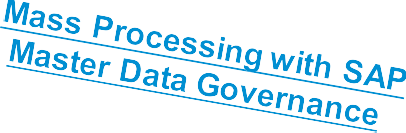 Mass Processing with SAP
Master Data Governance